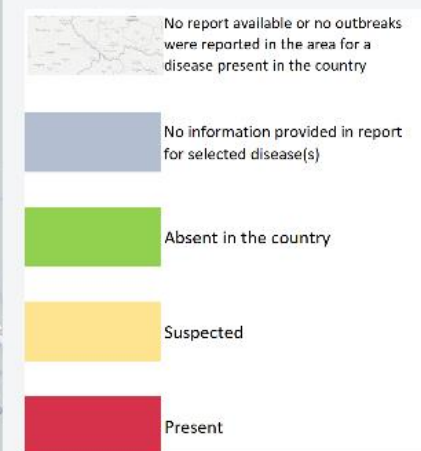 No report available or no outbreaks
were reported in the area for a
disease present in the country
No information provided in report
for selected disease(s)
Absent in the country
Suspected
Present